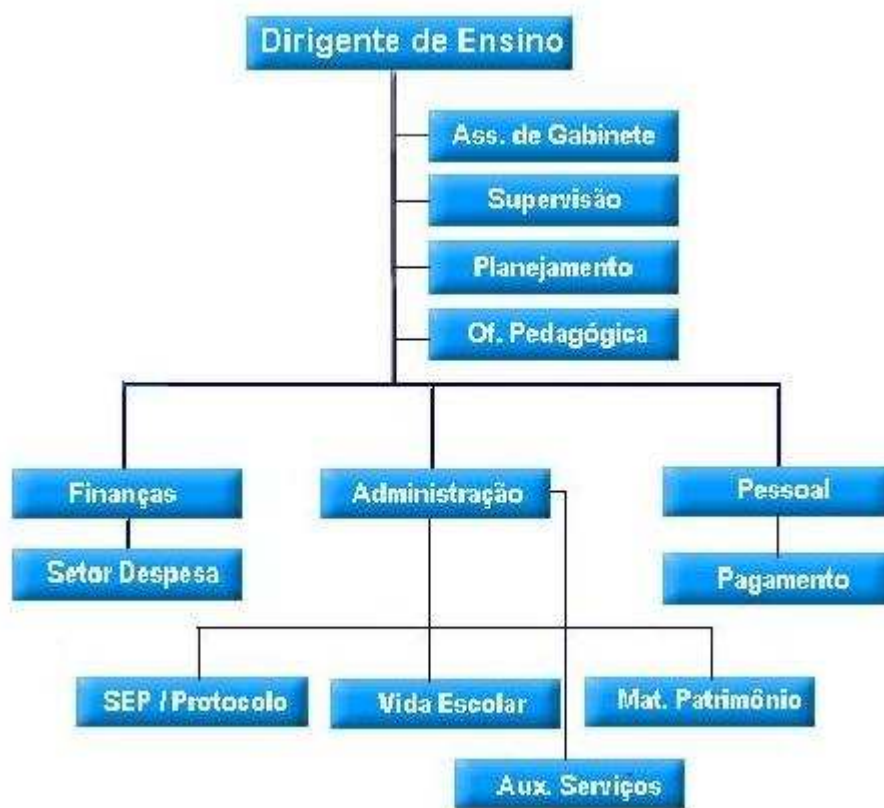 Dirigente de Ensino
Ass. de Gabinete
Supervisão
Planejamento
Of. Pedagógica
Finanças
Administração
Pessoal
Setor Despesa
Pagamento
SEP / Protocolo
Vida Escolar
Mat. Patrimônio
Aux. Serviços